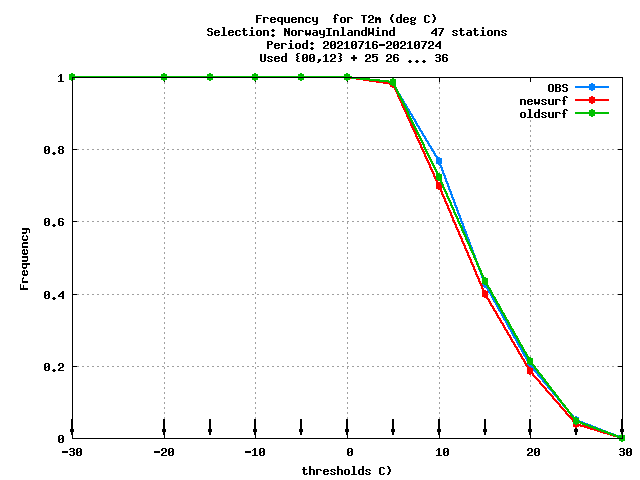 Frequency  for T2m (deg C)
Selection: NorwayInlandWind     47 stations
Period: 20210716-20210724
Used {00,12} + 25 26 ... 36
OBS
newsurf
oldsurf
1
0.8
0.6
0.4
0.2
0
Frequency
-30 -20 -10 0 10 20 30
thresholds C)